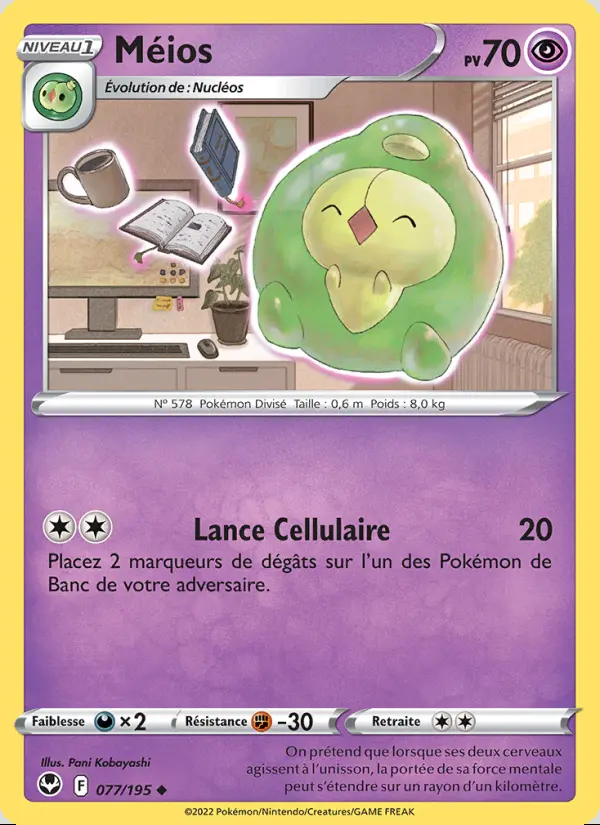 NIVEAU 1
Méios
PV 70
Évolution de : Nucléos
Nº 578 Pokémon Divisé Taille : 0,6 m Poids : 8,0 kg
Lance Cellulaire 20
Placez 2 marqueurs de dégâts sur l'un des Pokémon de
Banc de votre adversaire.
Faiblesse ×2 Résistance -30 Retraite
Illus. Pani Kobayashi
F 077/195
On prétend que lorsque ses deux cerveaux
agissent à l'unisson, la portée de sa force mentale
peut s'étendre sur un rayon d'un kilomètre.
©2022 Pokémon/Nintendo/Creatures/GAME FREAK